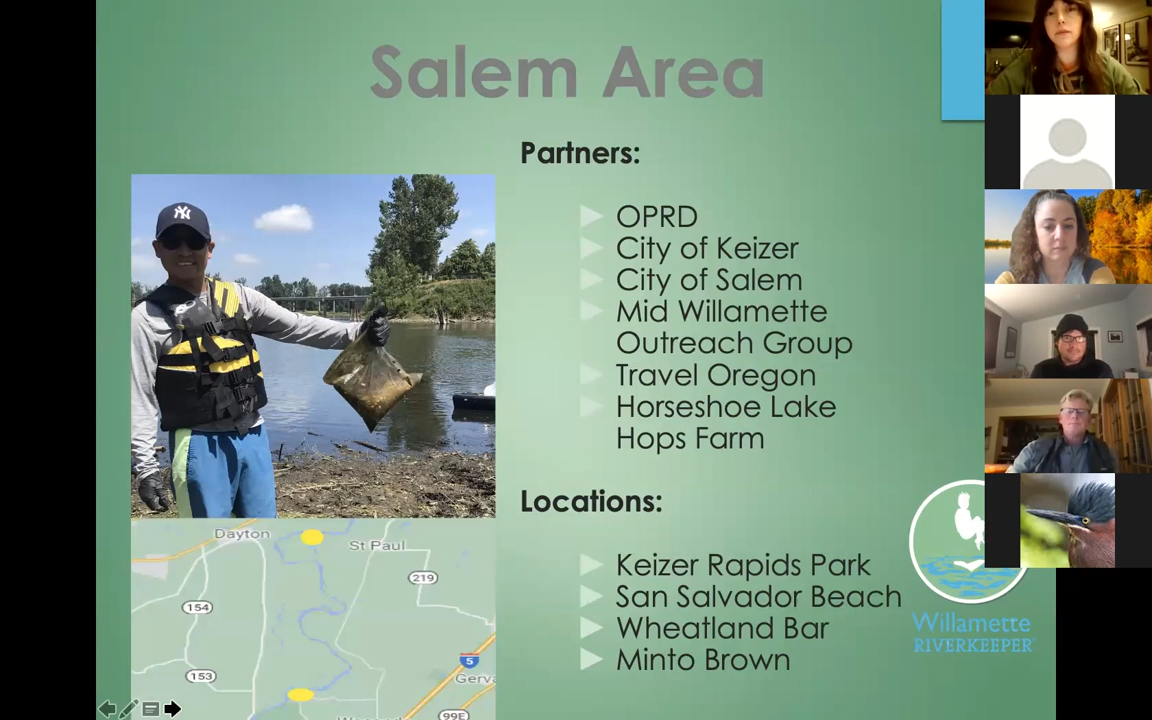 Salem Area
Partners:
OPRD
City of Keizer
City of Salem
Mid Willamette
Outreach Group
Travel Oregon
Horseshoe Lake
Hops Farm
Locations:
Keizer Rapids Park
San Salvador Beach
Wheatland Bar
Minto Brown
NY
Dayton
St Paul
219
154
153
5
Gerva
99E
Willamette
RIVERKEEPER